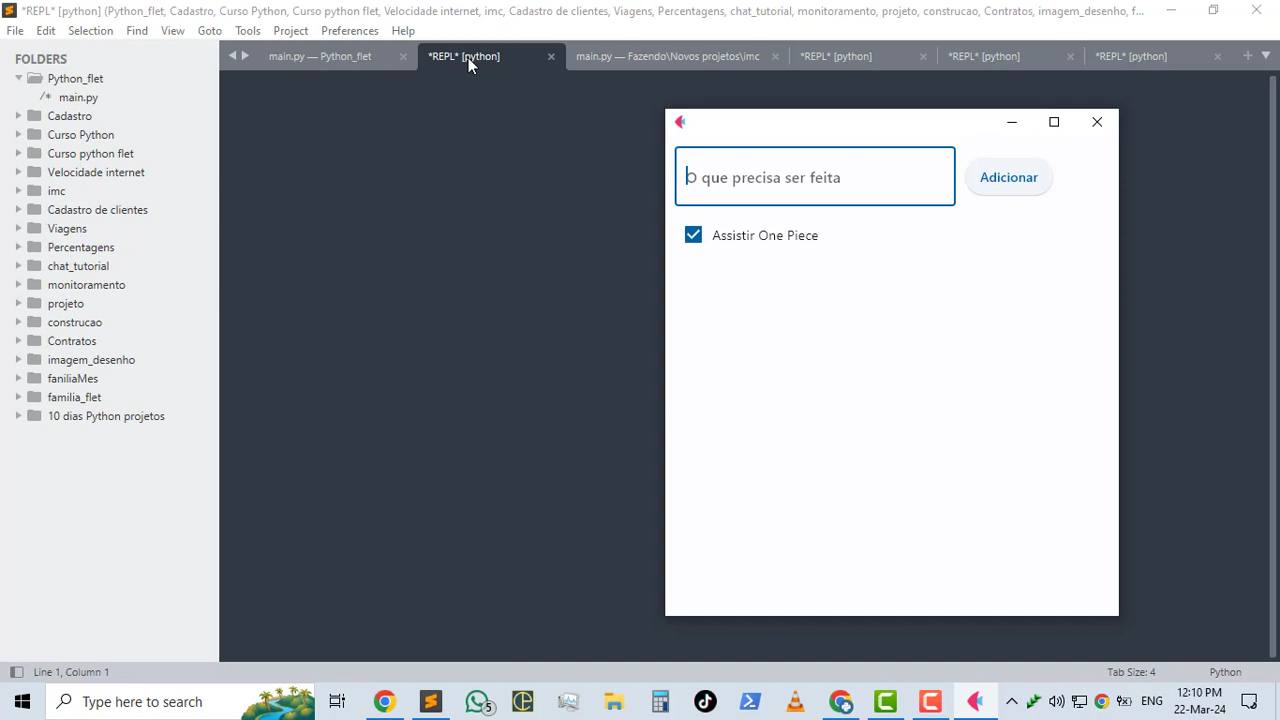 *REPL* [python] (Python_flet, Cadastro, Curso Python, Curso python flet, Velocidade internet, imc, Cadastro de clientes, Viagens, Percentagens, chat_tutorial, monitoramento, projeto, construcao, Contratos, imagem_desenho, f...
File Edit Selection Find View Goto Tools Project Preferences Help
FOLDERS
Python_flet
/* main.py
Cadastro
Curso Python
Curso python flet
Velocidade internet
imc
Cadastro de clientes
Viagens
Percentagens
chat_tutorial
monitoramento
projeto
construcao
Contratos
imagem_desenho
faniliaMes
familia_flet
10 dias Python projetos
main.py — Python_flet
*REPL* [python]
main.py — Fazendo\Novos projetos\imc
*REPL* [python]
*REPL* [python]
*REPL* [python]
O que precisa ser feita
Adicionar
Assistir One Piece
Line 1, Column 1
Tab Size: 4
Python
Type here to search
5
ENG
12:10 PM
22-Mar-24